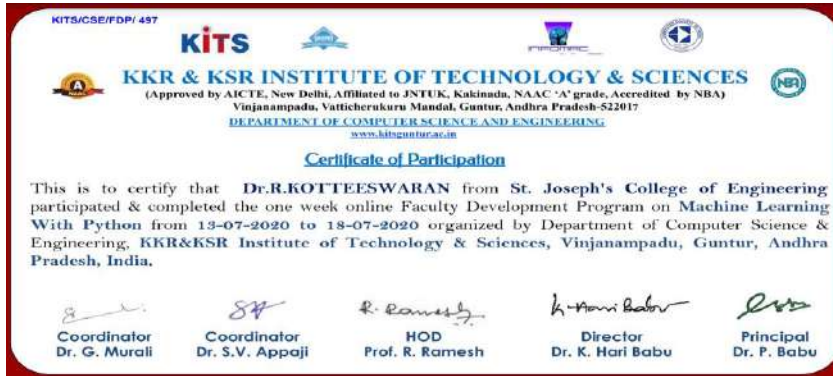 KITS/CSE/FDP/ 497
KITS
INFOMAC
KKR & KSR INSTITUTE OF TECHNOLOGY & SCIENCES
A
NBA
(Approved by AICTE, New Delhi, Affiliated to JNTUK, Kakinada, NAAC ‘A’ grade, Accredited by NBA)
Vinjanampadu, Vatticherukuru Mandal, Guntur, Andhra Pradesh-522017
DEPARTMENT OF COMPUTER SCIENCE AND ENGINEERING
www.kitsguntur.ac.in
Certificate of Participation
This is to certify that Dr.R.KOTTEESWARAN from St. Joseph's College of Engineering
participated & completed the one week online Faculty Development Program on Machine Learning
With Python from 13-07-2020 to 18-07-2020 organized by Department of Computer Science &
Engineering, KKR&KSR Institute of Technology & Sciences, Vinjanampadu, Guntur, Andhra
Pradesh, India.
R. Ramesh K. Hari Babu
Coordinator Coordinator HOD Director Principal
Dr. G. Murali Dr. S.V. Appaji Prof. R. Ramesh Dr. K. Hari Babu Dr. P. Babu